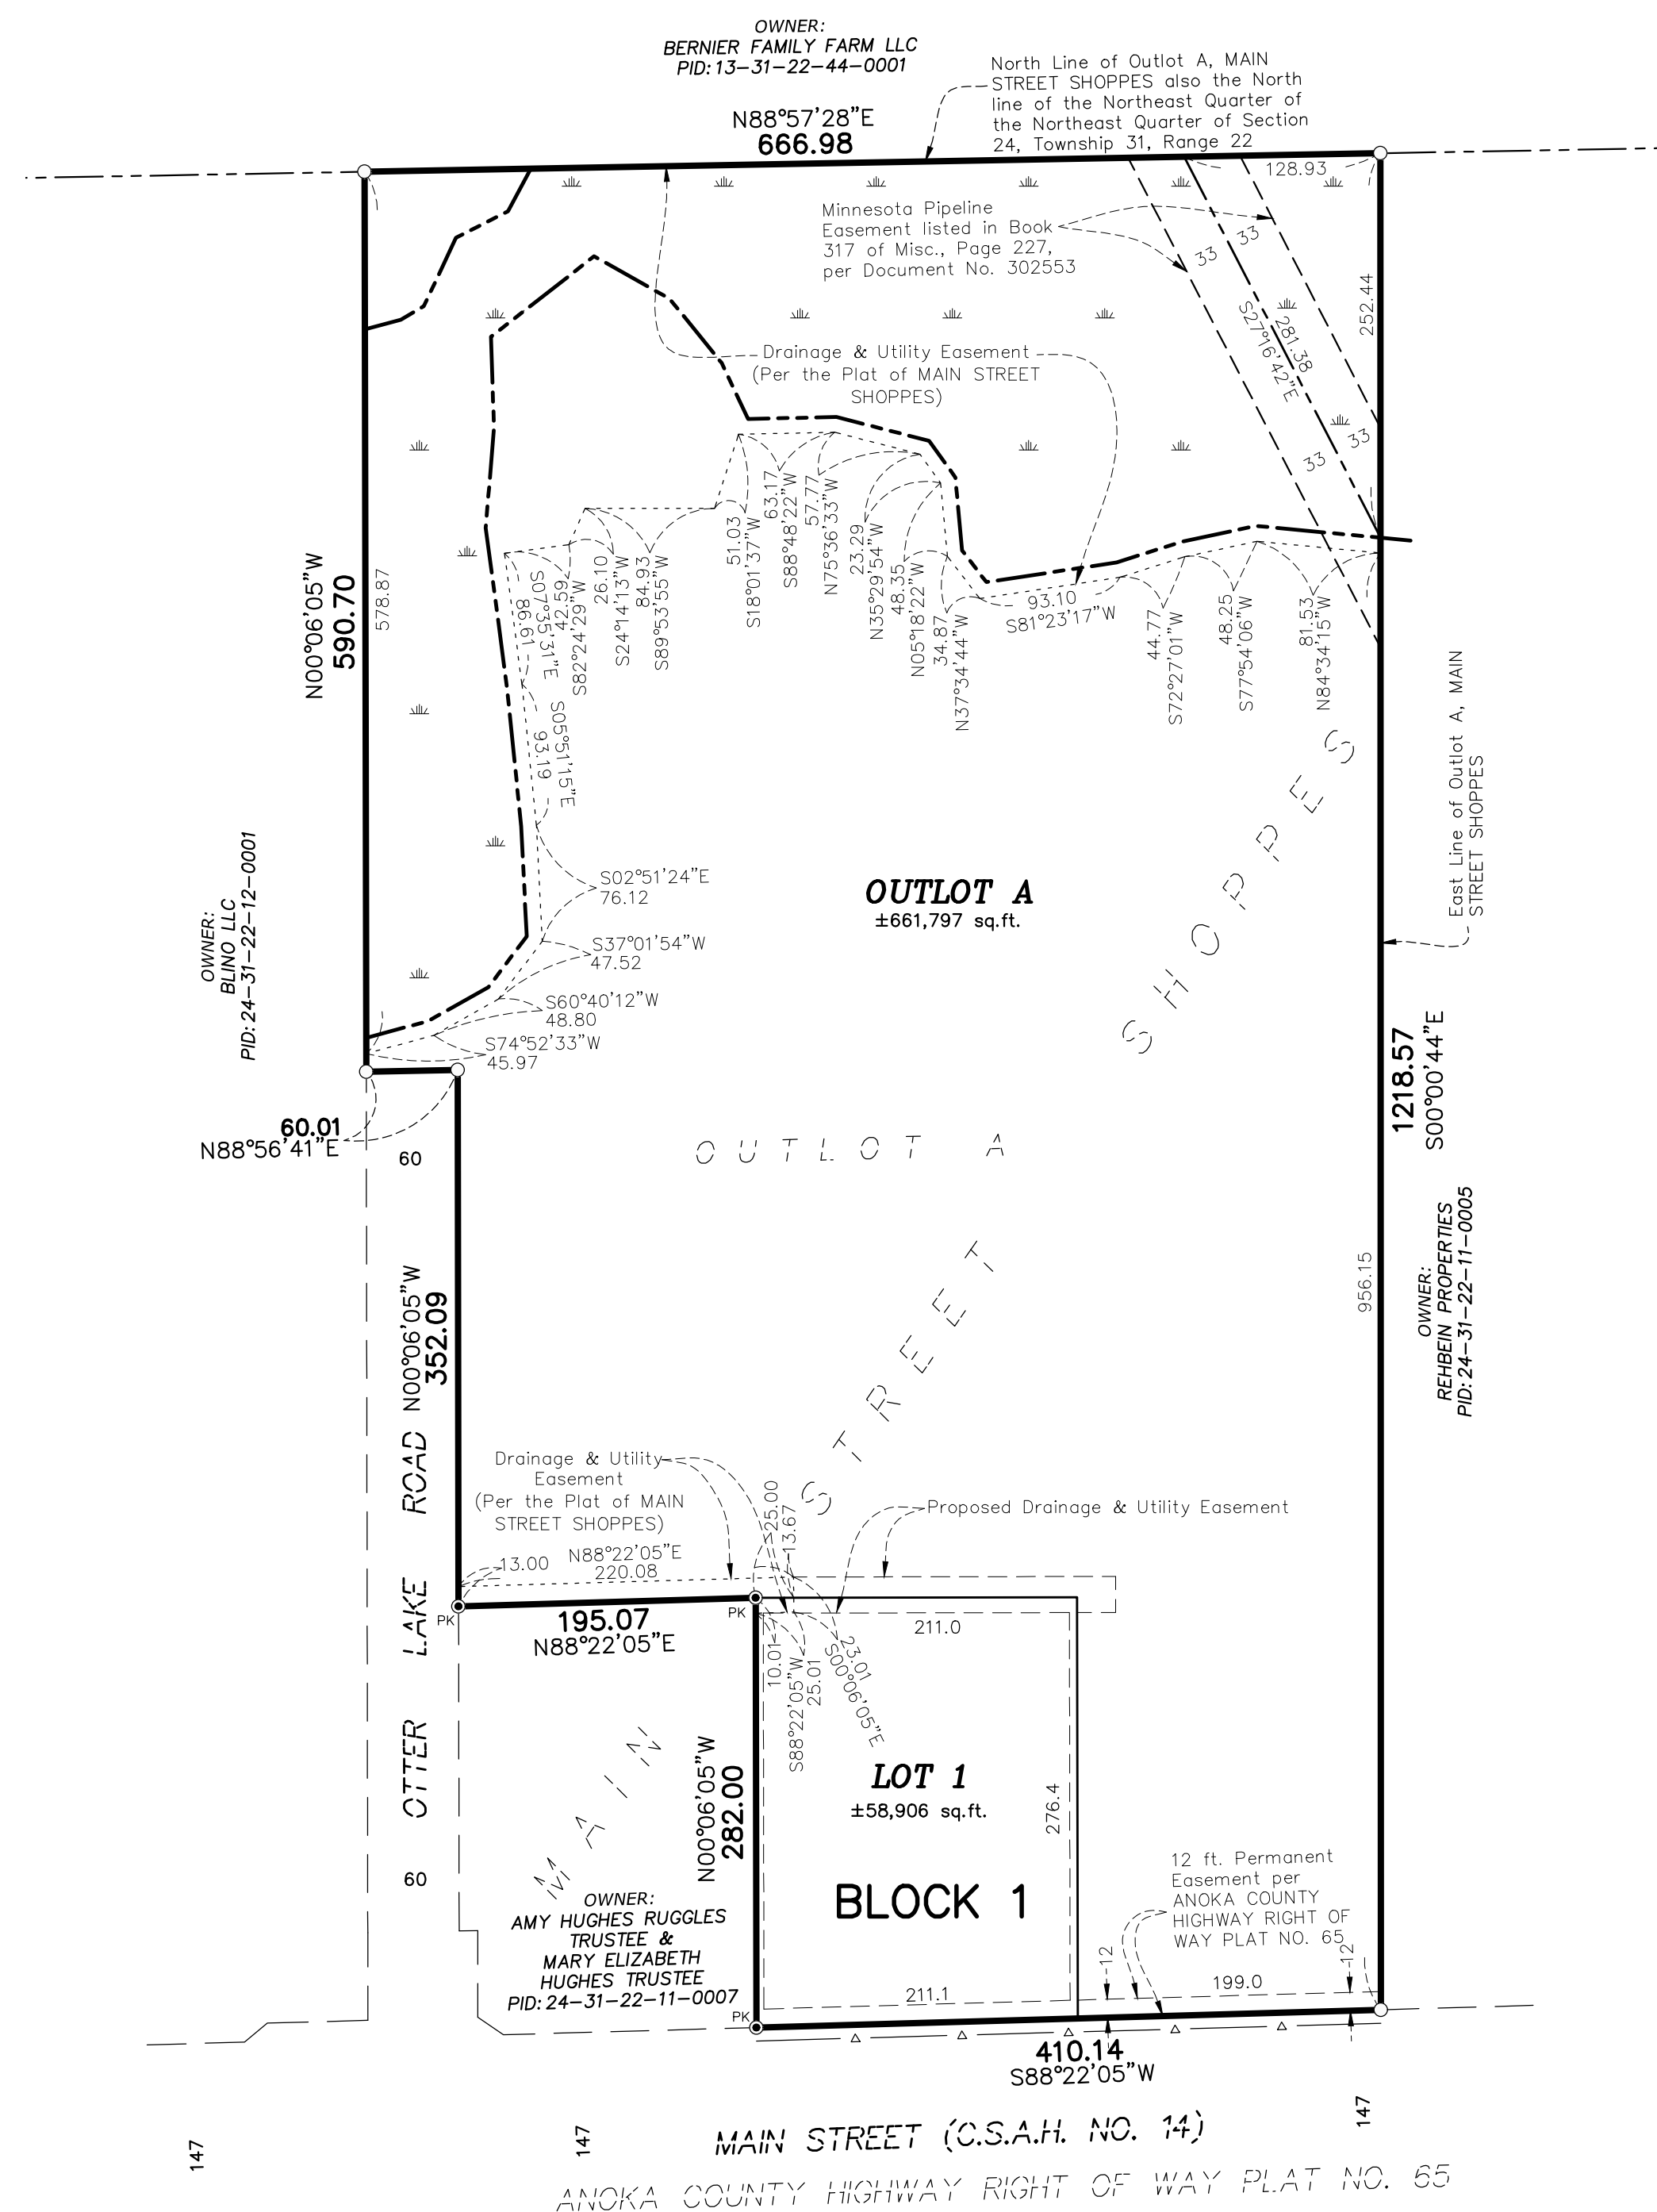 OWNER:
BERNIER FAMILY FARM LLC
PID: 13-31-22-44-0001
North Line of Outlot A, MAIN
STREET SHOPPES also the North
line of the Northeast Quarter of
the Northeast Quarter of Section
24, Township 31, Range 22
N88°57'28"E
666.98
128.93
Minnesota Pipeline
Easement listed in Book
317 of Misc., Page 227,
per Document No. 302553
33
33
252.44
281.38
S27°16'42"E
33
33
Drainage & Utility Easement
(Per the Plat of MAIN STREET
SHOPPES)
N00°06'05"W
590.70
578.87
S07°35'31"E
86.61
42.59
S82°24'29"W
26.10
S24°14'13"W
84.93
S89°53'55"W
51.03
S18°01'37"W
63.17
S88°48'22"W
57.77
N75°36'33"W
23.29
N35°29'54"W
48.35
N05°18'22"W
34.87
N37°34'44"W
93.10
S81°23'17"W
44.77
S72°27'01"W
48.25
S77°54'06"W
81.53
N84°34'15"W
S05°51'15"E
93.19
S02°51'24"E
76.12
S37°01'54"W
47.52
S60°40'12"W
48.80
S74°52'33"W
45.97
OUTLOT A
±661,797 sq.ft.
East Line of Outlot A, MAIN
STREET SHOPPES
OWNER:
BLINO LLC
PID: 24-31-22-12-0001
60.01
N88°56'41"E
60
OUTLOT A
1218.57
S00°00'44"E
956.15
OWNER:
REHBEIN PROPERTIES
PID: 24-31-22-11-0005
N00°06'05"W
352.09
MAIN STREET SHOPPES
OTTER LAKE ROAD
Drainage & Utility
Easement
(Per the Plat of MAIN
STREET SHOPPES)
25.00
13.67
Proposed Drainage & Utility Easement
13.00
N88°22'05"E
220.08
PK
195.07
N88°22'05"E
PK
211.0
10.01
S88°22'05"W
25.01
23.01
S00°06'05"E
N00°06'05"W
282.00
LOT 1
±58,906 sq.ft.
276.4
BLOCK 1
60
OWNER:
AMY HUGHES RUGGLES
TRUSTEE &
MARY ELIZABETH
HUGHES TRUSTEE
PID: 24-31-22-11-0007
12 ft. Permanent
Easement per
ANOKA COUNTY
HIGHWAY RIGHT OF
WAY PLAT NO. 65
12
12
211.1
199.0
PK
410.14
S88°22'05"W
147
147
147
MAIN STREET (C.S.A.H. NO. 14)
ANOKA COUNTY HIGHWAY RIGHT OF WAY PLAT NO. 65